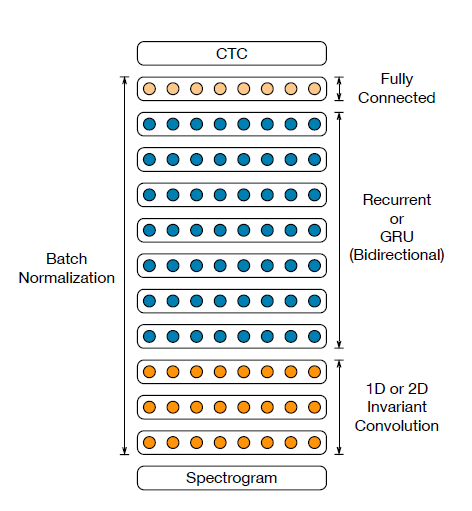 CTC
Fully
Connected
Recurrent
or
GRU
(Bidirectional)
Batch
Normalization
1D or 2D
Invariant
Convolution
Spectrogram